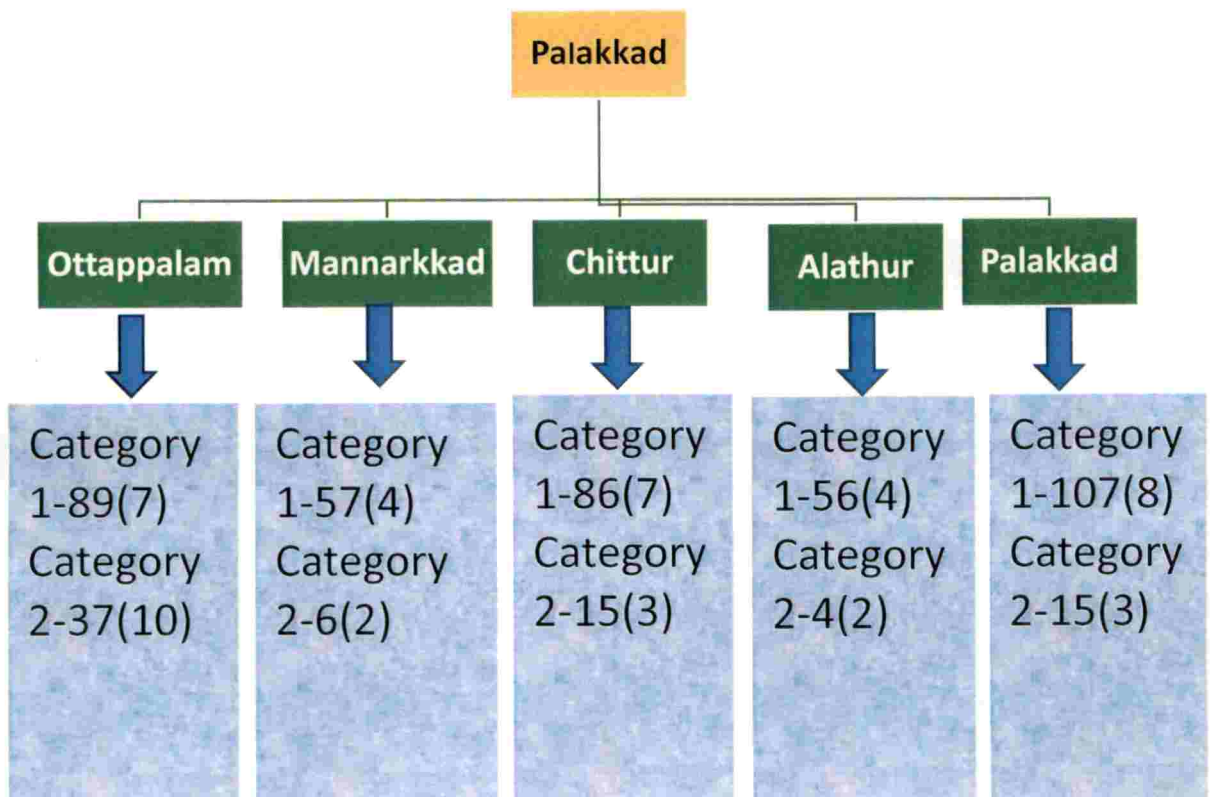 Palakkad
Ottappalam
Mannarkkad
Chittur
Alathur
Palakkad
Category
1-89(7)
Category
2-37(10)
Category
1-57(4)
Category
2-6(2)
Category
1-86(7)
Category
2-15(3)
Category
1-56(4)
Category
2-4(2)
Category
1-107(8)
Category
2-15(3)